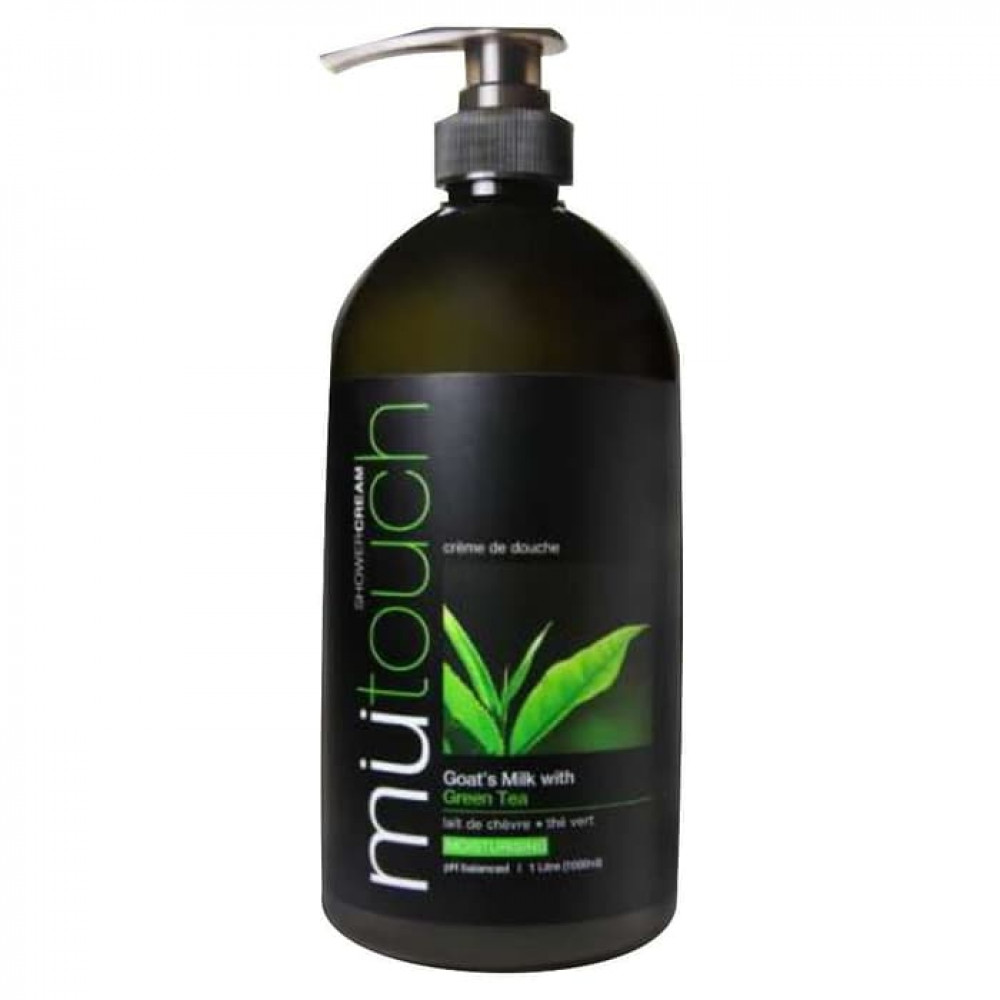 SHOWERCREAM
mütouch
crème de douche
Goat's Milk with
Green Tea
lait de chèvre • thé vert
MOISTURISING
pH balanced | 1 Litre (1000ml)